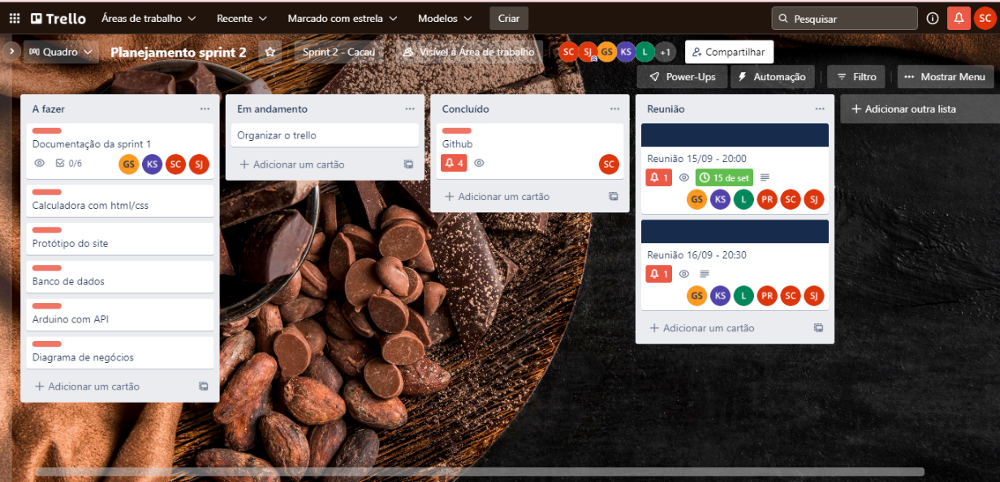 Trello Áreas de trabalho Recente Marcado com estrela Modelos Criar Pesquisar SC
Quadro Planejamento sprint 2 Sprint 2 - Cacau Visível à Área de trabalho SC SJ GS KS L +1 Compartilhar
Power-Ups Automação Filtro Mostrar Menu
A fazer
Documentação da sprint 1
0/6 GS KS SC SJ
Calculadora com html/css
Protótipo do site
Banco de dados
Arduino com API
Diagrama de negócios
Adicionar um cartão
Em andamento
Organizar o trello
Adicionar um cartão
Concluído
Github
4 SC
Adicionar um cartão
Reunião
Reunião 15/09 - 20:00
1 15 de set
GS KS L PR SC SJ
Reunião 16/09 - 20:30
1
GS KS L PR SC SJ
Adicionar um cartão
Adicionar outra lista